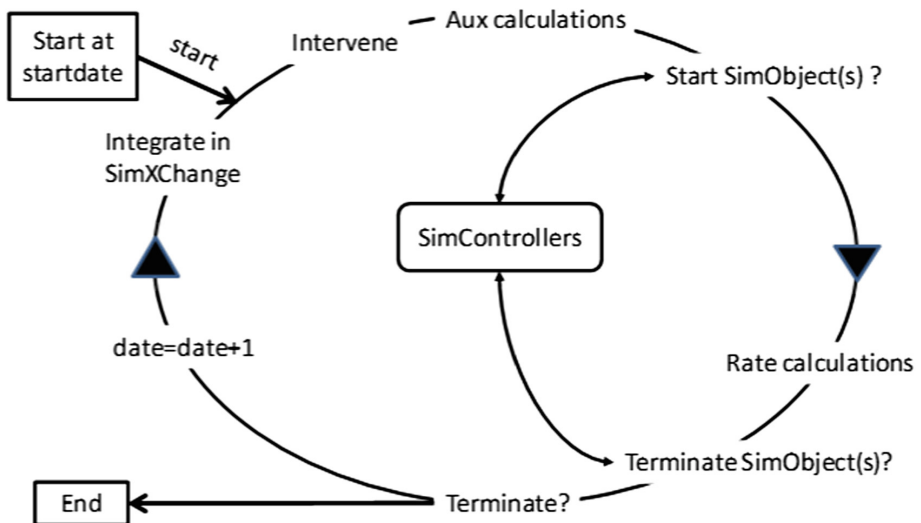 Start at
startdate
start
Intervene
Aux calculations
Start SimObject(s) ?
Integrate in
SimXChange
SimControllers
date=date+1
Rate calculations
Terminate SimObject(s)?
End
Terminate?